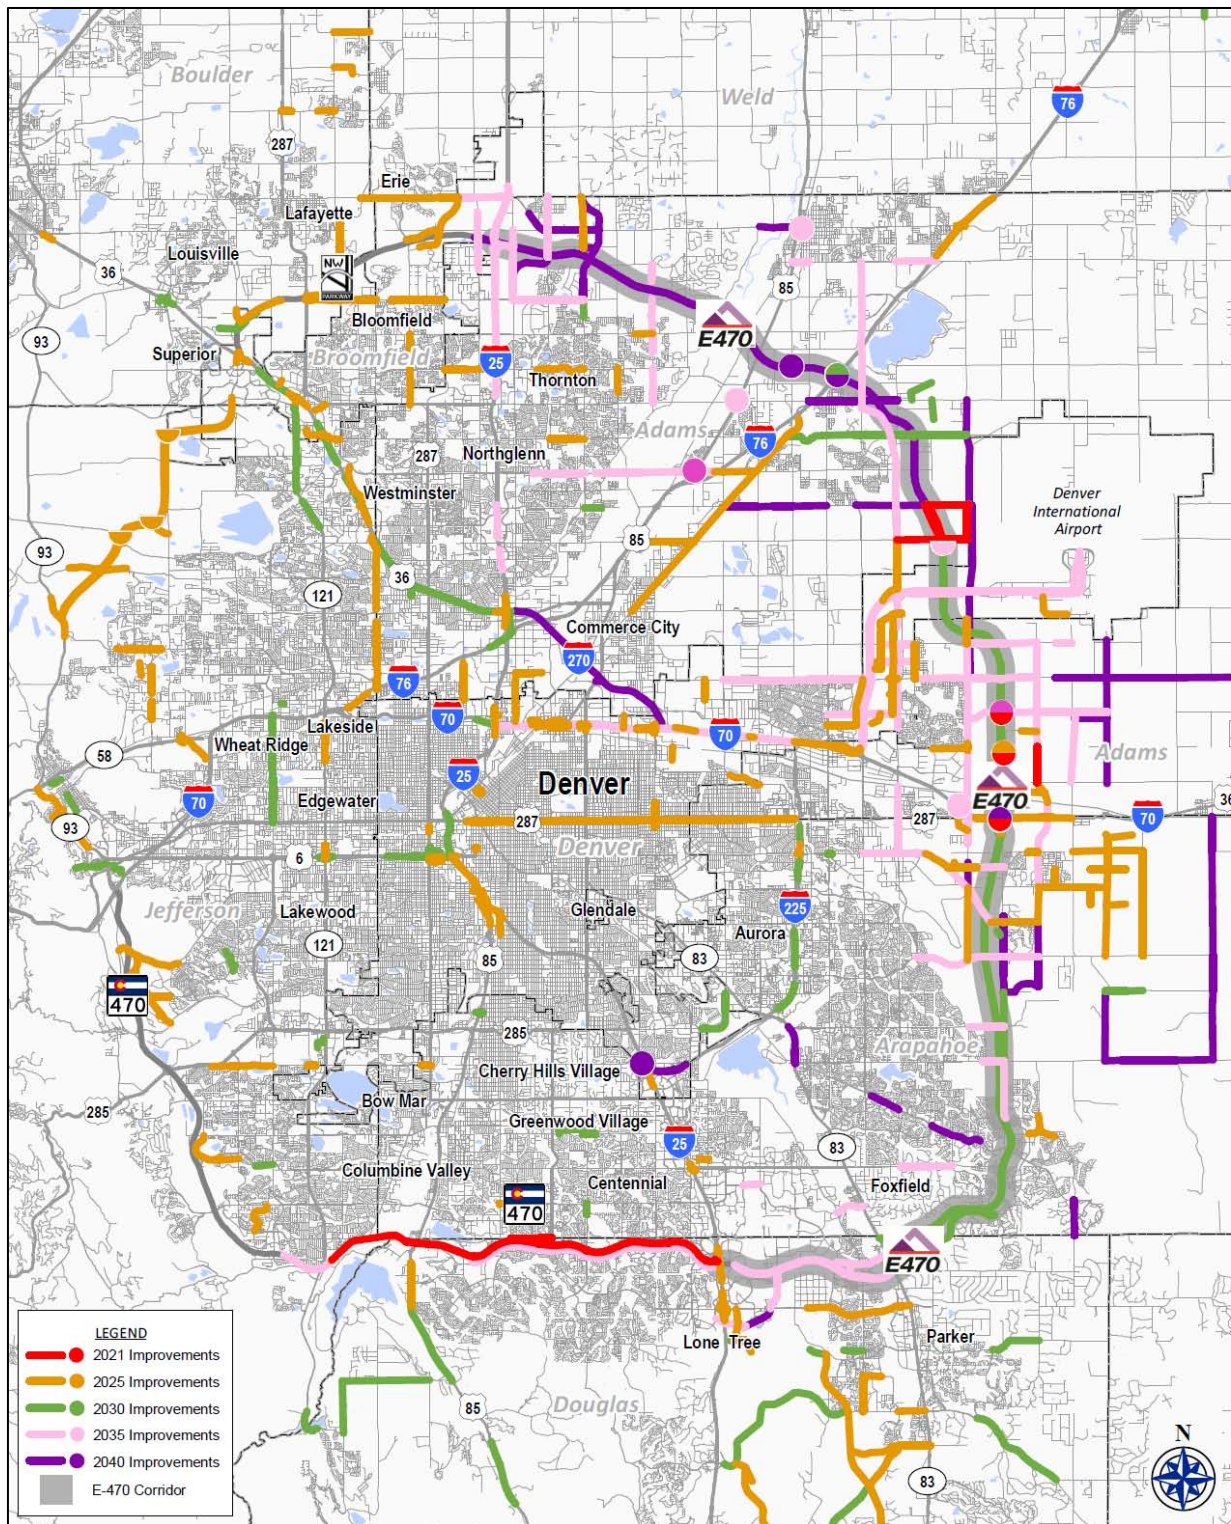 Boulder
Weld
76
287
Erie
Lafayette
Louisville
NW
PARKWAY
36
85
93
Bloomfield
Superior
Broomfield
E470
25
Thornton
Adams
76
287
Northglenn
Westminster
Denver
International
Airport
85
93
36
121
Commerce City
270
76
70
Lakeside
70
58
Wheat Ridge
Adams
25
Denver
Edgewater
70
E470
287
287
70
36
93
6
Denver
Jefferson
Lakewood
Glendale
225
Aurora
121
83
85
470
285
Arapahoe
Cherry Hills Village
Bow Mar
285
Greenwood Village
25
83
Columbine Valley
Centennial
Foxfield
470
E470
LEGEND
2021 Improvements
2025 Improvements
2030 Improvements
2035 Improvements
2040 Improvements
E-470 Corridor
Lone Tree
Parker
85
Douglas
83
N